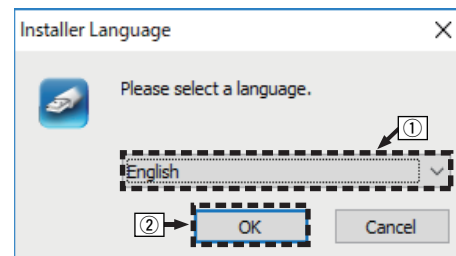 Installer Language
Please select a language.
①
English
② OK Cancel